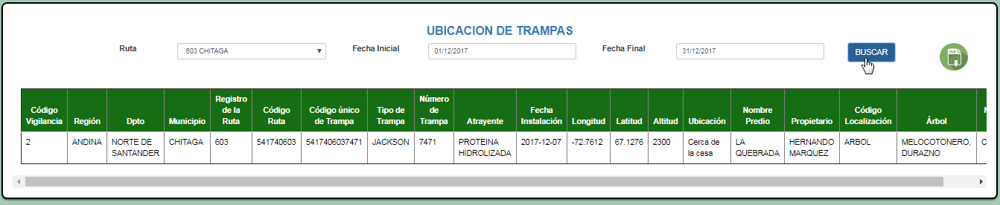 UBICACION DE TRAMPAS
Ruta 603 CHITAGA Fecha Inicial 01/12/2017 Fecha Final 31/12/2017 BUSCAR
XLS
Código Vigilancia Región Dpto Municipio Registro de la Ruta Código Ruta Código único de Trampa Tipo de Trampa Número de Trampa Atrayente Fecha Instalación Longitud Latitud Altitud Ubicación Nombre Predio Propietario Código Localización Árbol
2 ANDINA NORTE DE SANTANDER CHITAGA 603 541740603 5417406037471 JACKSON 7471 PROTEINA HIDROLIZADA 2017-12-07 -72.7612 67.1276 2300 Cerca de la casa LA QUEBRADA HERNANDO MARQUEZ ARBOL MELOCOTONERO, DURAZNO